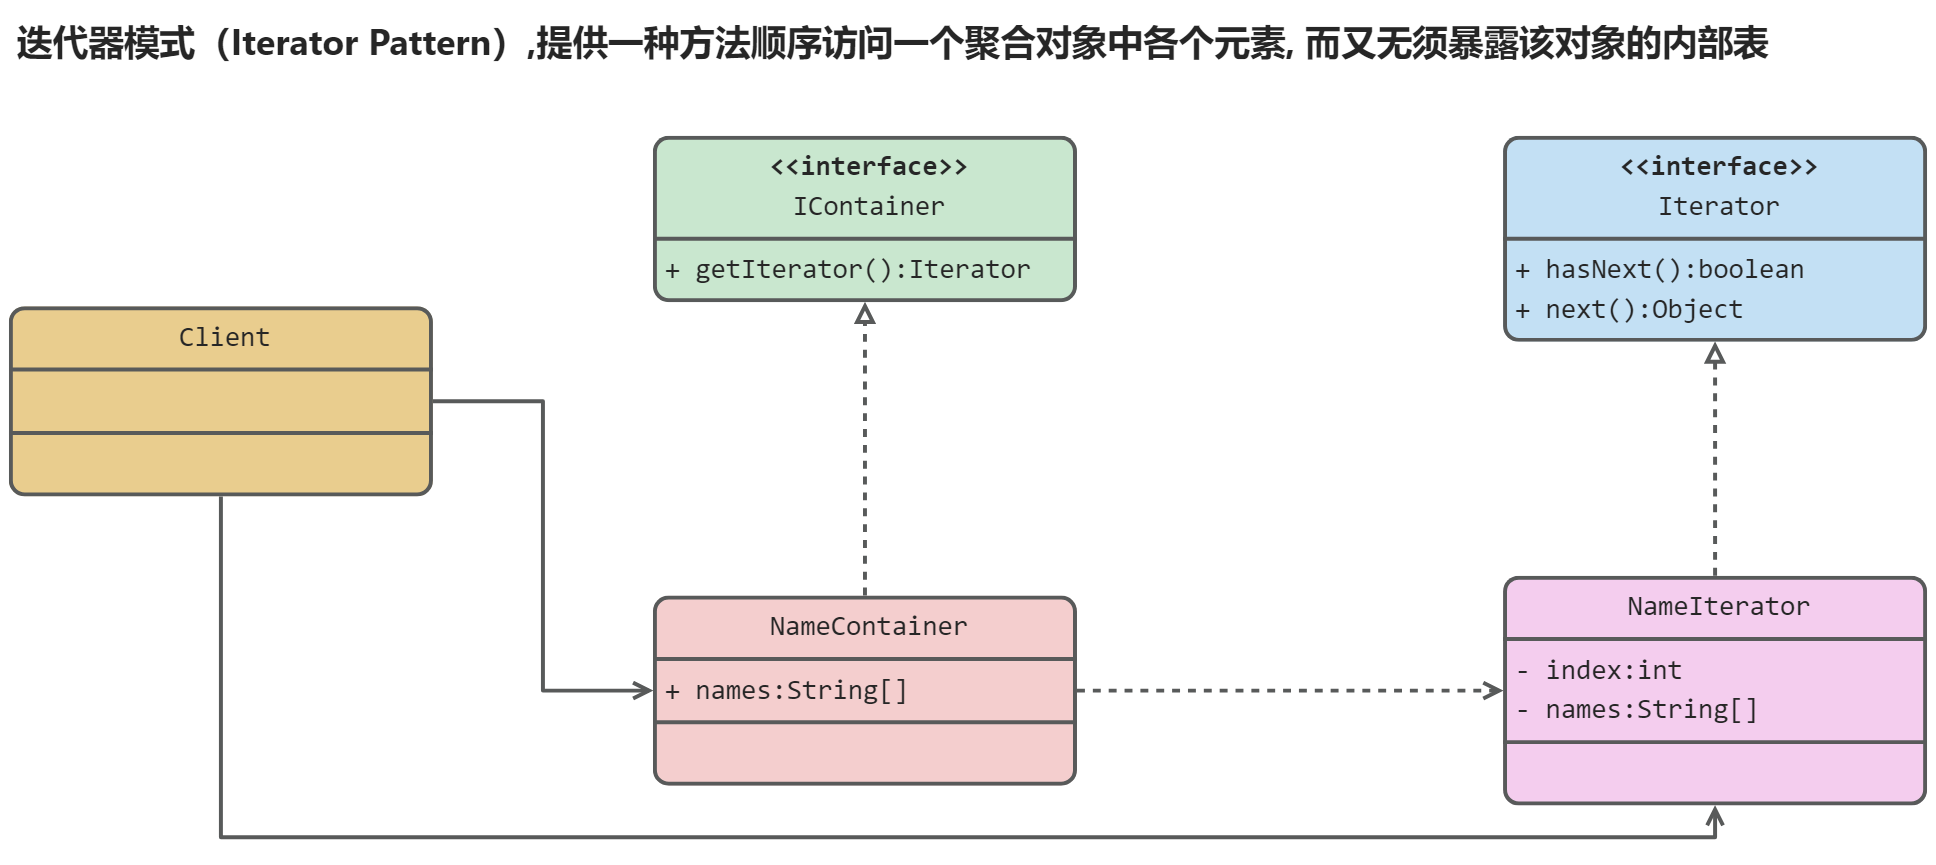 迭代器模式（Iterator Pattern）,提供一种方法顺序访问一个聚合对象中各个元素, 而又无须暴露该对象的内部表
<<interface>>
IContainer
+ getIterator():Iterator
<<interface>>
Iterator
+ hasNext():boolean
+ next():Object
Client
NameContainer
+ names:String[]
NameIterator
- index:int
- names:String[]